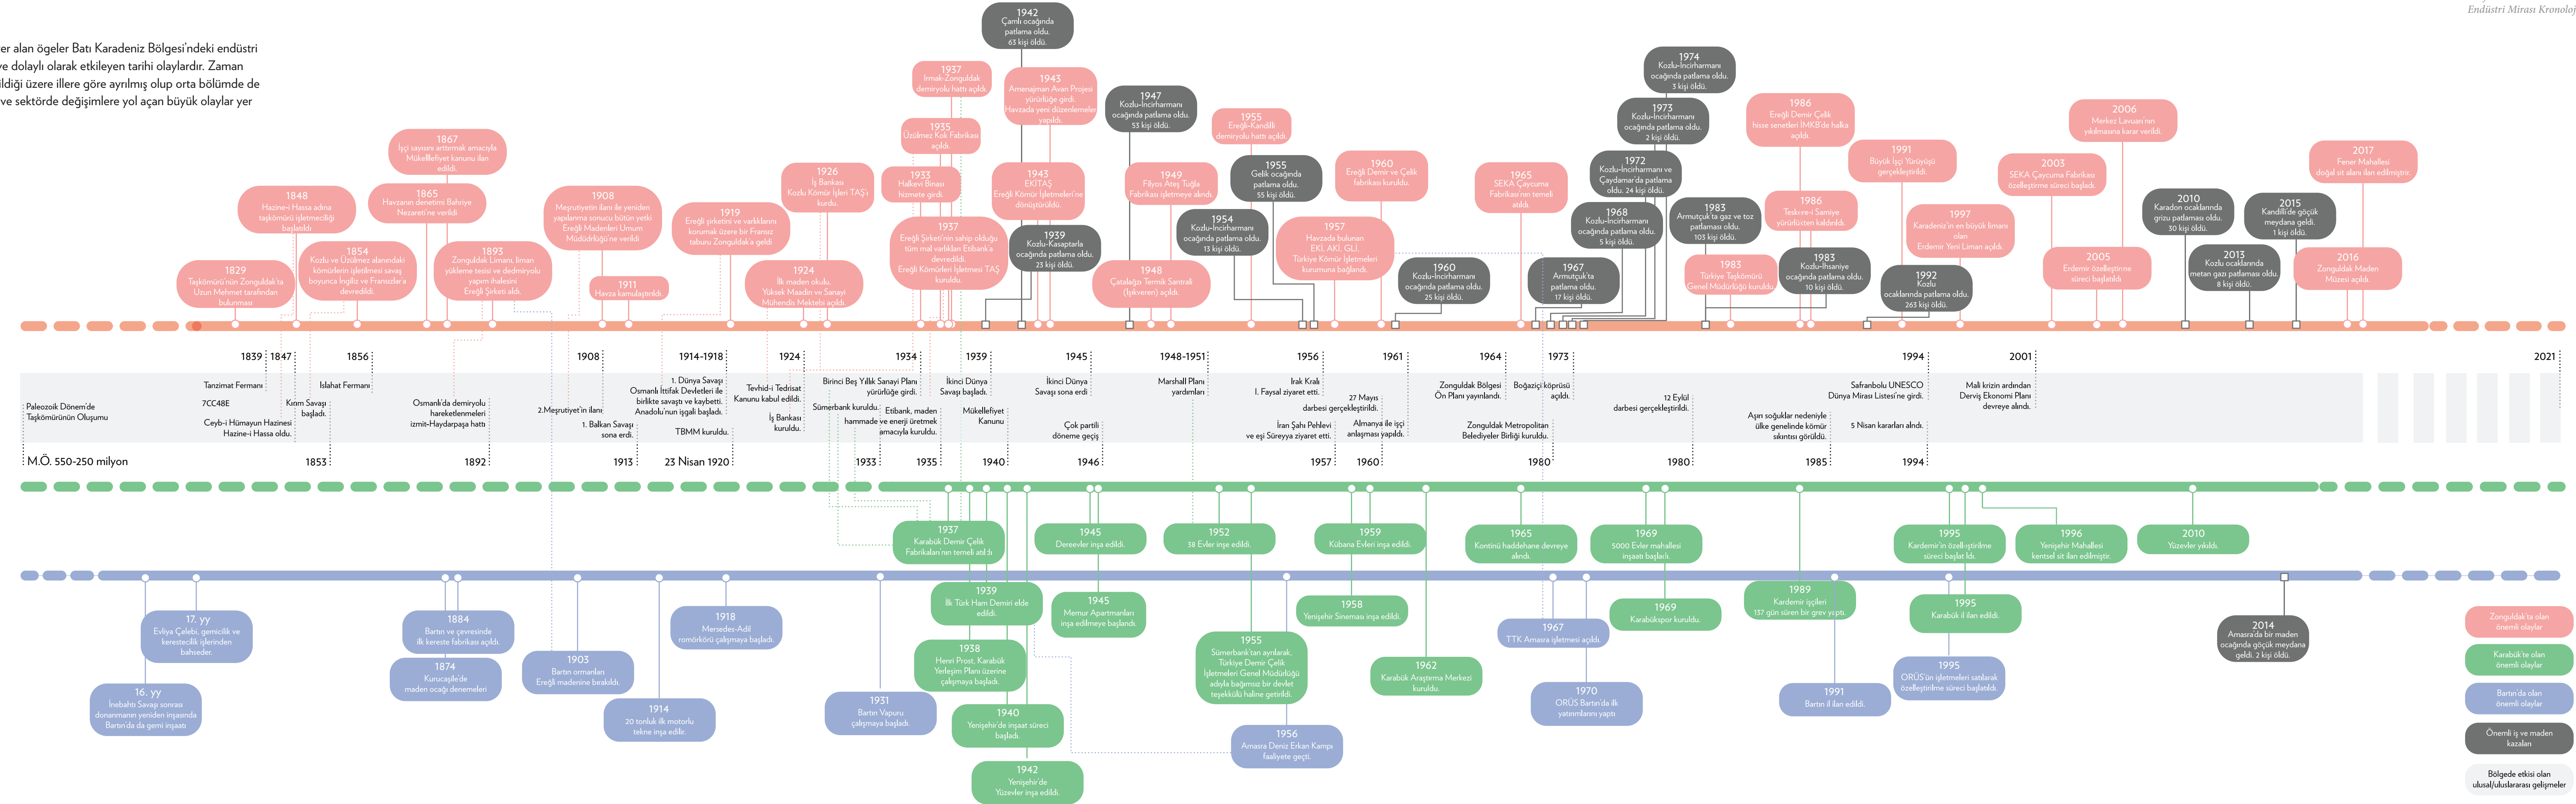 Endüstri Mirası Kronoloj
er alan ögeler Batı Karadeniz Bölgesi'ndeki endüstri
ve dolaylı olarak etkileyen tarihi olaylardır. Zaman
ildiği üzere illere göre ayrılmış olup orta bölümde de
ve sektörde değişimlere yol açan büyük olaylar yer
1829
Taşkömürü'nün Zonguldak'ta
Uzun Mehmet tarafından
bulunması
1848
Hazine-i Hassa adına
taşkömürü işletmeciliği
başlatıldı
1854
Kozlu ve Üzülmez alanındaki
kömürlerin işletilmesi savaş
boyunca İngiliz ve Fransızlar'a
devredildi.
1867
İşçi sayısını arttırmak amacıyla
Mükelllefiyet kanunu ilan
edildi.
1865
Havzanın denetimi Bahriye
Nezareti'ne verildi
1893
Zonguldak Limanı, liman
yükleme tesisi ve dedmiryolu
yapım ihalesini
Ereğli Şirketi aldı.
1908
Meşrutiyetin ilanı ile yeniden
yapılanma sonucu bütün yetki
Ereğli Madenleri Umum
Müdürlüğü'ne verildi
1911
Havza kamulaştırıldı.
1919
Ereğli şirketini ve varlıklarını
korumak üzere bir Fransız
taburu Zonguldak'a geldi
1926
İş Bankası
Kozlu Kömür İşleri TAŞ'ı
kurdu.
1924
İlk maden okulu,
Yüksek Maadin ve Sanayi
Mühendis Mektebi açıldı.
1937
Irmak-Zonguldak
demiryolu hattı açıldı.
1935
Üzülmez Kok Fabrikası
açıldı.
1933
Halkevi Binası
hizmete girdi.
1937
Ereğli Şirketi'nin sahip olduğu
tüm mal varlıkları Etibank'a
devredildi.
Ereğli Kömürleri İşletmesi TAŞ
kuruldu.
1942
Çamlı ocağında
patlama oldu.
63 kişi öldü.
1943
Amenajman Avan Projesi
yürürlüğe girdi.
Havzada yeni düzenlemeler
yapıldı.
1943
EKİTAŞ
Ereğli Kömür İşletmeleri'ne
dönüştürüldü.
1939
Kozlu-Kasaptarla
ocağında patlama oldu.
23 kişi öldü.
1947
Kozlu-İncirharmanı
ocağında patlama oldu.
53 kişi öldü.
1949
Filyos Ateş Tuğla
Fabrikası işletmeye alındı.
1948
Çatalağzı Termik Santrali
(Işıkveren) açıldı.
1955
Ereğli-Kandilli
demiryolu hattı açıldı.
1955
Gelik ocağında
patlama oldu.
55 kişi öldü.
1954
Kozlu-İncirharmanı
ocağında patlama oldu.
13 kişi öldü.
1957
Havzada bulunan
EKİ, AKİ, GLİ,
Türkiye Kömür İşletmeleri
kurumuna bağlandı.
1960
Ereğli Demir ve Çelik
fabrikası kuruldu.
1960
Kozlu-İncirharmanı
ocağında patlama oldu.
25 kişi öldü.
1965
SEKA Çaycuma
Fabrikası'nın temeli
atıldı.
1967
Armutçuk'ta
patlama oldu.
17 kişi öldü.
1974
Kozlu-İncirharmanı
ocağında patlama oldu.
3 kişi öldü.
1973
Kozlu-İncirharmanı
ocağında patlama oldu.
2 kişi öldü.
1972
Kozlu-İncirharmanı ve
Çaydamar'da patlama
oldu. 24 kişi öldü.
1968
Kozlu-İncirharmanı
ocağında patlama oldu.
5 kişi öldü.
1983
Armutçuk'ta gaz ve toz
patlaması oldu.
103 kişi öldü.
1983
Türkiye Taşkömürü
Genel Müdürlüğü kuruldu.
1986
Ereğli Demir Çelik
hisse senetleri İMKB'de halka
açıldı.
1986
Teskere-i Samiye
yürürlükten kaldırıldı.
1983
Kozlu-İhsaniye
ocağında patlama oldu.
10 kişi öldü.
1991
Büyük İşçi Yürüyüşü
gerçekleştirildi.
1997
Karadeniz'in en büyük limanı
olan
Erdemir Yeni Liman açıldı.
1992
Kozlu
ocaklarında patlama oldu.
263 kişi öldü.
2003
SEKA Çaycuma Fabrikası
özelleştirme süreci başladı.
2005
Erdemir özelleştirme
süreci başlatıldı
2006
Merkez Lavuarı'nın
yıkılmasına karar verildi.
2010
Karadon ocaklarında
grizu patlaması oldu.
30 kişi öldü.
2013
Kozlu ocaklarında
metan gazı patlaması oldu.
8 kişi öldü.
2015
Kandilli'de göçük
meydana geldi.
1 kişi öldü.
2017
Fener Mahallesi
doğal sit alanı ilan edilmiştir.
2016
Zonguldak Maden
Müzesi açıldı.
Paleozoik Dönem'de
Taşkömürünün Oluşumu
M.Ö. 550-250 milyon
1839
Tanzimat Fermanı
7CC48E
1847
Ceyb-i Hümayun Hazinesi
Hazine-i Hassa oldu.
Kırım Savaşı
başladı.
1853
1856
Islahat Fermanı
Osmanlı'da demiryolu
hareketlenmeleri
izmit-Haydarpaşa hattı
1892
1908
2.Meşrutiyet'in ilanı
1. Balkan Savaşı
sona erdi.
1913
1914-1918
1. Dünya Savaşı
Osmanlı İttifak Devletleri ile
birlikte savaştı ve kaybetti.
Anadolu'nun işgali başladı.
TBMM kuruldu.
23 Nisan 1920
1924
Tevhid-i Tedrisat
Kanunu kabul edildi.
İş Bankası
kuruldu.
1934
Birinci Beş Yıllık Sanayi Planı
yürürlüğe girdi.
Sümerbank kuruldu.
1933
Etibank, maden
hammade ve enerji üretmek
amacıyla kuruldu.
1935
1939
İkinci Dünya
Savaşı başladı.
Mükellefiyet
Kanunu
1940
1945
İkinci Dünya
Savaşı sona erdi
Çok partili
döneme geçiş
1946
1948-1951
Marshall Planı
yardımları
1956
Irak Kralı
I. Faysal ziyaret etti.
İran Şahı Pehlevi
ve eşi Süreyya ziyaret etti.
1957
27 Mayıs
darbesi gerçekleştirildi.
1960
1961
Almanya ile işçi
anlaşması yapıldı.
1964
Zonguldak Bölgesi
Ön Planı yayınlandı.
1973
Boğaziçi köprüsü
açıldı.
Zonguldak Metropolitan
Belediyeler Birliği kuruldu.
1980
12 Eylül
darbesi gerçekleştirildi.
1980
Aşırı soğuklar nedeniyle
ülke genelinde kömür
sıkıntısı görüldü.
1985
1994
Safranbolu UNESCO
Dünya Mirası Listesi'ne girdi.
5 Nisan kararları alındı.
1994
2001
Mali krizin ardından
Derviş Ekonomi Planı
devreye alındı.
2021
1937
Karabük Demir Çelik
Fabrikaları'nın temeli atıldı
1939
İlk Türk Ham Demiri elde
edildi.
1938
Henri Prost, Karabük
Yerleşim Planı üzerine
çalışmaya başladı.
1940
Yenişehir'de inşaat süreci
başladı.
1942
Yenişehir'de
Yüzevler inşa edildi.
1945
Dereevler inşa edildi.
1945
Memur Apartmanları
inşa edilmeye başlandı.
1952
38 Evler inşe edildi.
1955
Sümerbank'tan ayrılarak,
Türkiye Demir Çelik
İşletmeleri Genel Müdürlüğü
adıyla bağımsız bir devlet
teşekkülü haline getirildi.
1959
Kübana Evleri inşa edildi.
1958
Yenişehir Sineması inşa edildi.
1962
Karabük Araştırma Merkezi
kuruldu.
1965
Kontinü haddehane devreye
alındı.
1969
5000 Evler mahallesi
inşaatı başladı.
1969
Karabükspor kuruldu.
1989
Kardemir işçileri
137 gün süren bir grev yaptı.
1995
Kardemir'in özelleştirilme
süreci başlatıldı.
1995
Karabük il ilan edildi.
1996
Yenişehir Mahallesi
kentsel sit ilan edilmiştir.
2010
Yüzevler yıkıldı.
17. yy
Evliya Çelebi, gemicilik ve
kerestecilik işlerinden
bahseder.
16. yy
İnebahtı Savaşı sonrası
donanmanın yeniden inşasında
Bartın'da da gemi inşaatı
1884
Bartın ve çevresinde
ilk kereste fabrikası açıldı.
1874
Kurucaşile'de
maden ocağı denemeleri
1903
Bartın ormanları
Ereğli madenine bırakıldı.
1914
20 tonluk ilk motorlu
tekne inşa edilir.
1918
Mersedes-Adil
romörkörü çalışmaya başladı.
1931
Bartın Vapuru
çalışmaya başladı.
1956
Amasra Deniz Erkan Kampı
faaliyete geçti.
1967
TTK Amasra işletmesi açıldı.
1970
ORÜS Bartın'da ilk
yatırımlarını yaptı
1991
Bartın il ilan edildi.
1995
ORÜS'ün işletmeleri satılarak
özelleştirilme süreci başlatıldı.
2014
Amasra'da bir maden
ocağında göçük meydana
geldi. 2 kişi öldü.
Zonguldak'ta olan
önemli olaylar
Karabük'te olan
önemli olaylar
Bartın'da olan
önemli olaylar
Önemli iş ve maden
kazaları
Bölgede etkisi olan
ulusal/uluslararası gelişmeler